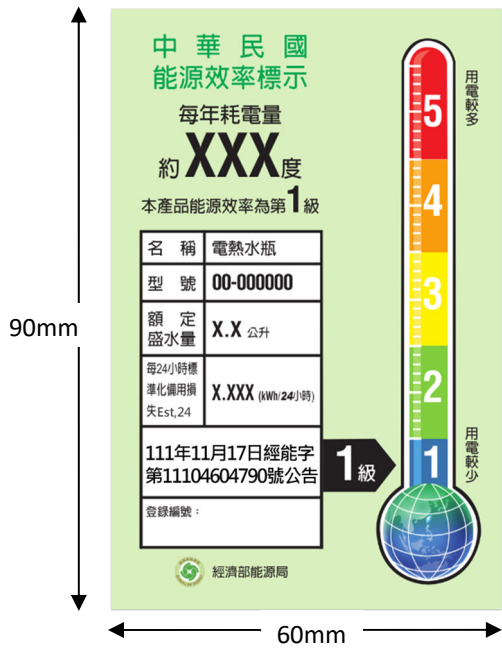 中華民國
能源效率標示
每年耗電量
約XXX度
本產品能源效率為第1級
名稱 電熱水瓶
型號 00-000000
額定
盛水量 X.X 公升
每24小時標
準化備用損
失Est,24 X.XXX (kWh/24小時)
111年11月17日經能字
第11104604790號公告
登錄編號：
經濟部能源局
1級
用電較多
5
4
3
2
1
用電較少
90mm
60mm